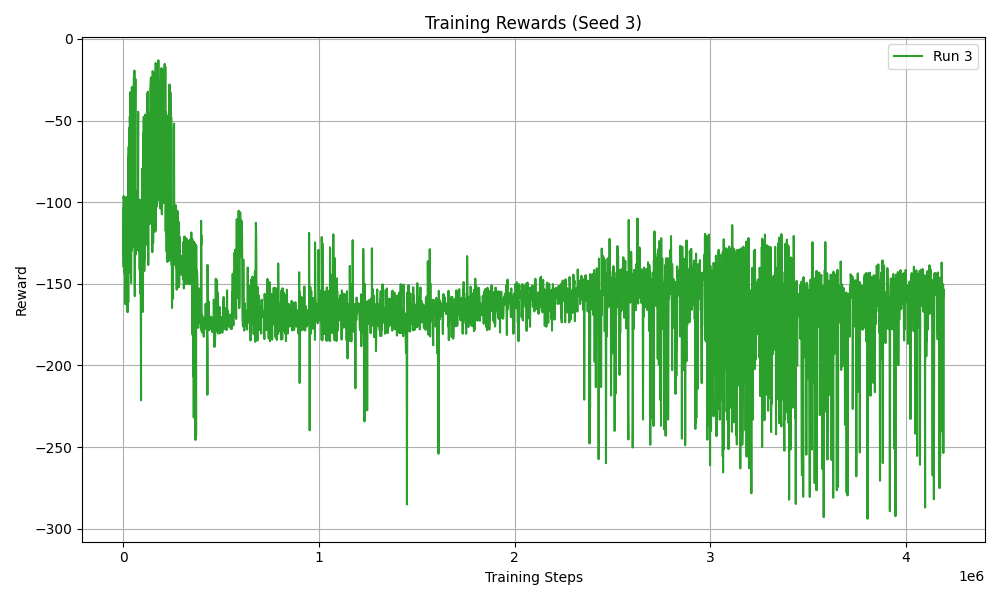 Training Rewards (Seed 3)
Run 3
0
−50
−100
−150
−200
−250
−300
Reward
0
1
2
3
4
1e6
Training Steps